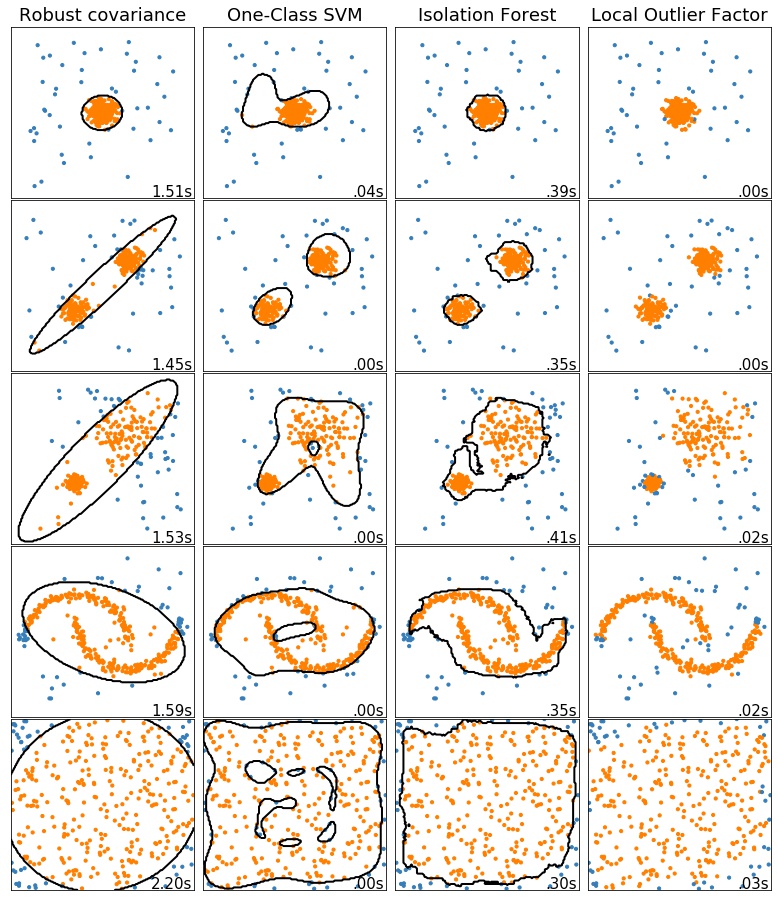 Robust covariance One-Class SVM Isolation Forest Local Outlier Factor
1.51s .04s .39s .00s
1.45s .00s .35s .00s
1.53s .00s .41s .02s
1.59s .00s .35s .02s
2.20s .00s .30s .03s